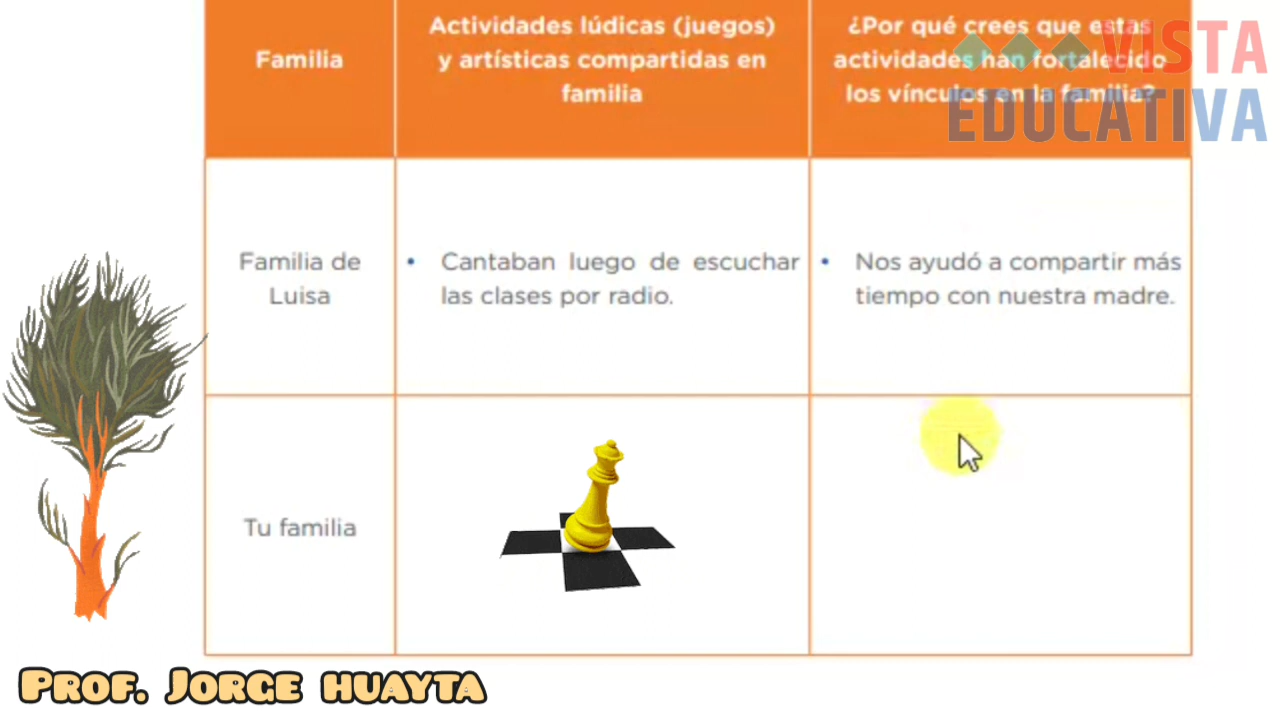 Familia
Actividades lúdicas (juegos)
y artísticas compartidas en
familia
¿Por qué crees que estas
actividades han fortalecido
los vínculos en la familia?
VISTA
EDUCATIVA
Familia de
Luisa
• Cantaban luego de escuchar
las clases por radio.
• Nos ayudó a compartir más
tiempo con nuestra madre.
Tu familia
PROF. JORGE HUAYTA